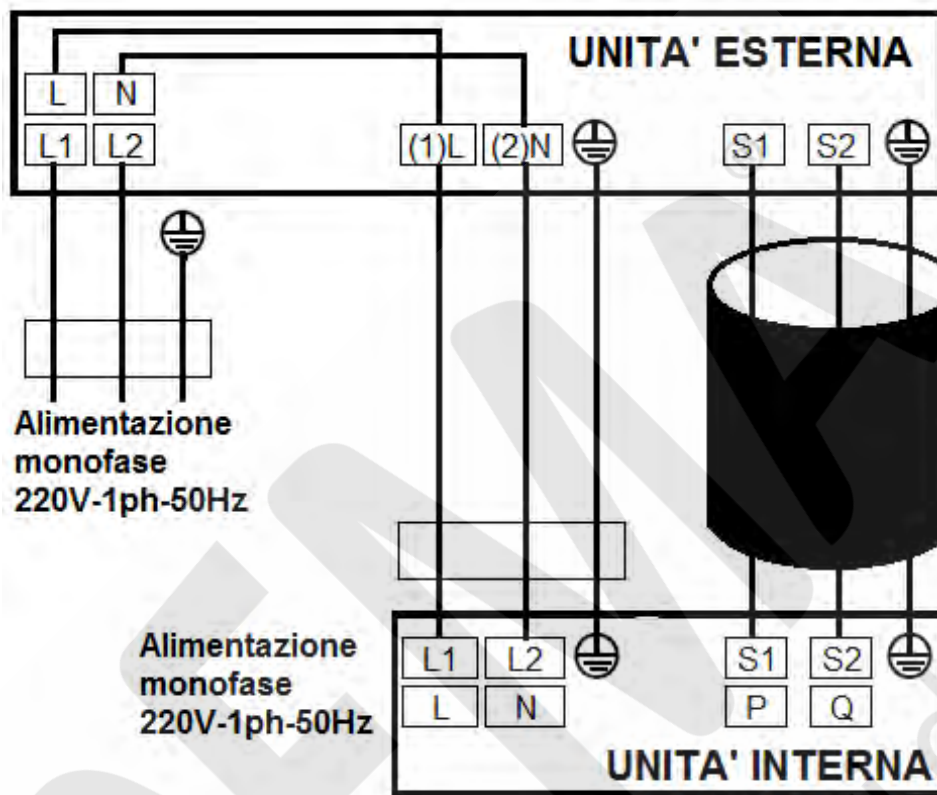 UNITA' ESTERNA
L N
L1 L2 (1)L (2)N S1 S2
Alimentazione
monofase
220V-1ph-50Hz
Alimentazione
monofase
220V-1ph-50Hz
L1 L2 S1 S2
L N P Q
UNITA' INTERNA